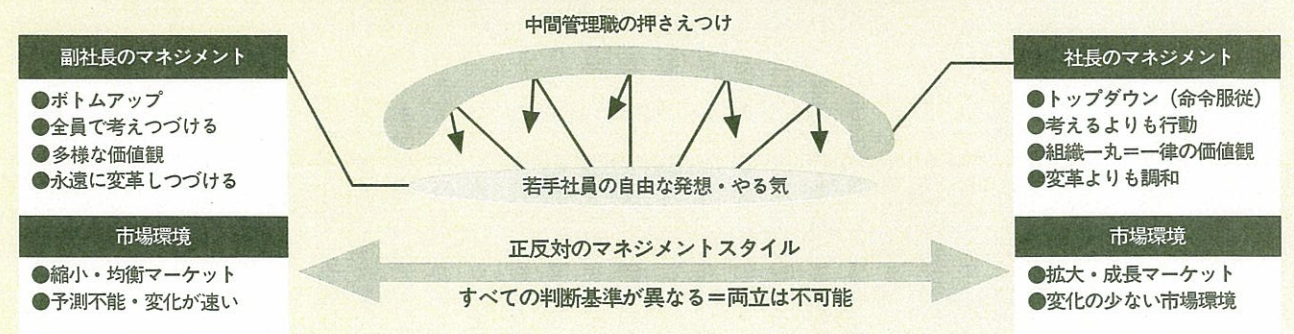 中間管理職の押さえつけ
副社長のマネジメント
●ボトムアップ
●全員で考えつづける
●多様な価値観
●永遠に変革しつづける
市場環境
●縮小・均衡マーケット
●予測不能・変化が速い
若手社員の自由な発想・やる気
正反対のマネジメントスタイル
すべての判断基準が異なる＝両立は不可能
社長のマネジメント
●トップダウン（命令服従）
●考えるよりも行動
●組織一丸＝一律の価値観
●変革よりも調和
市場環境
●拡大・成長マーケット
●変化の少ない市場環境